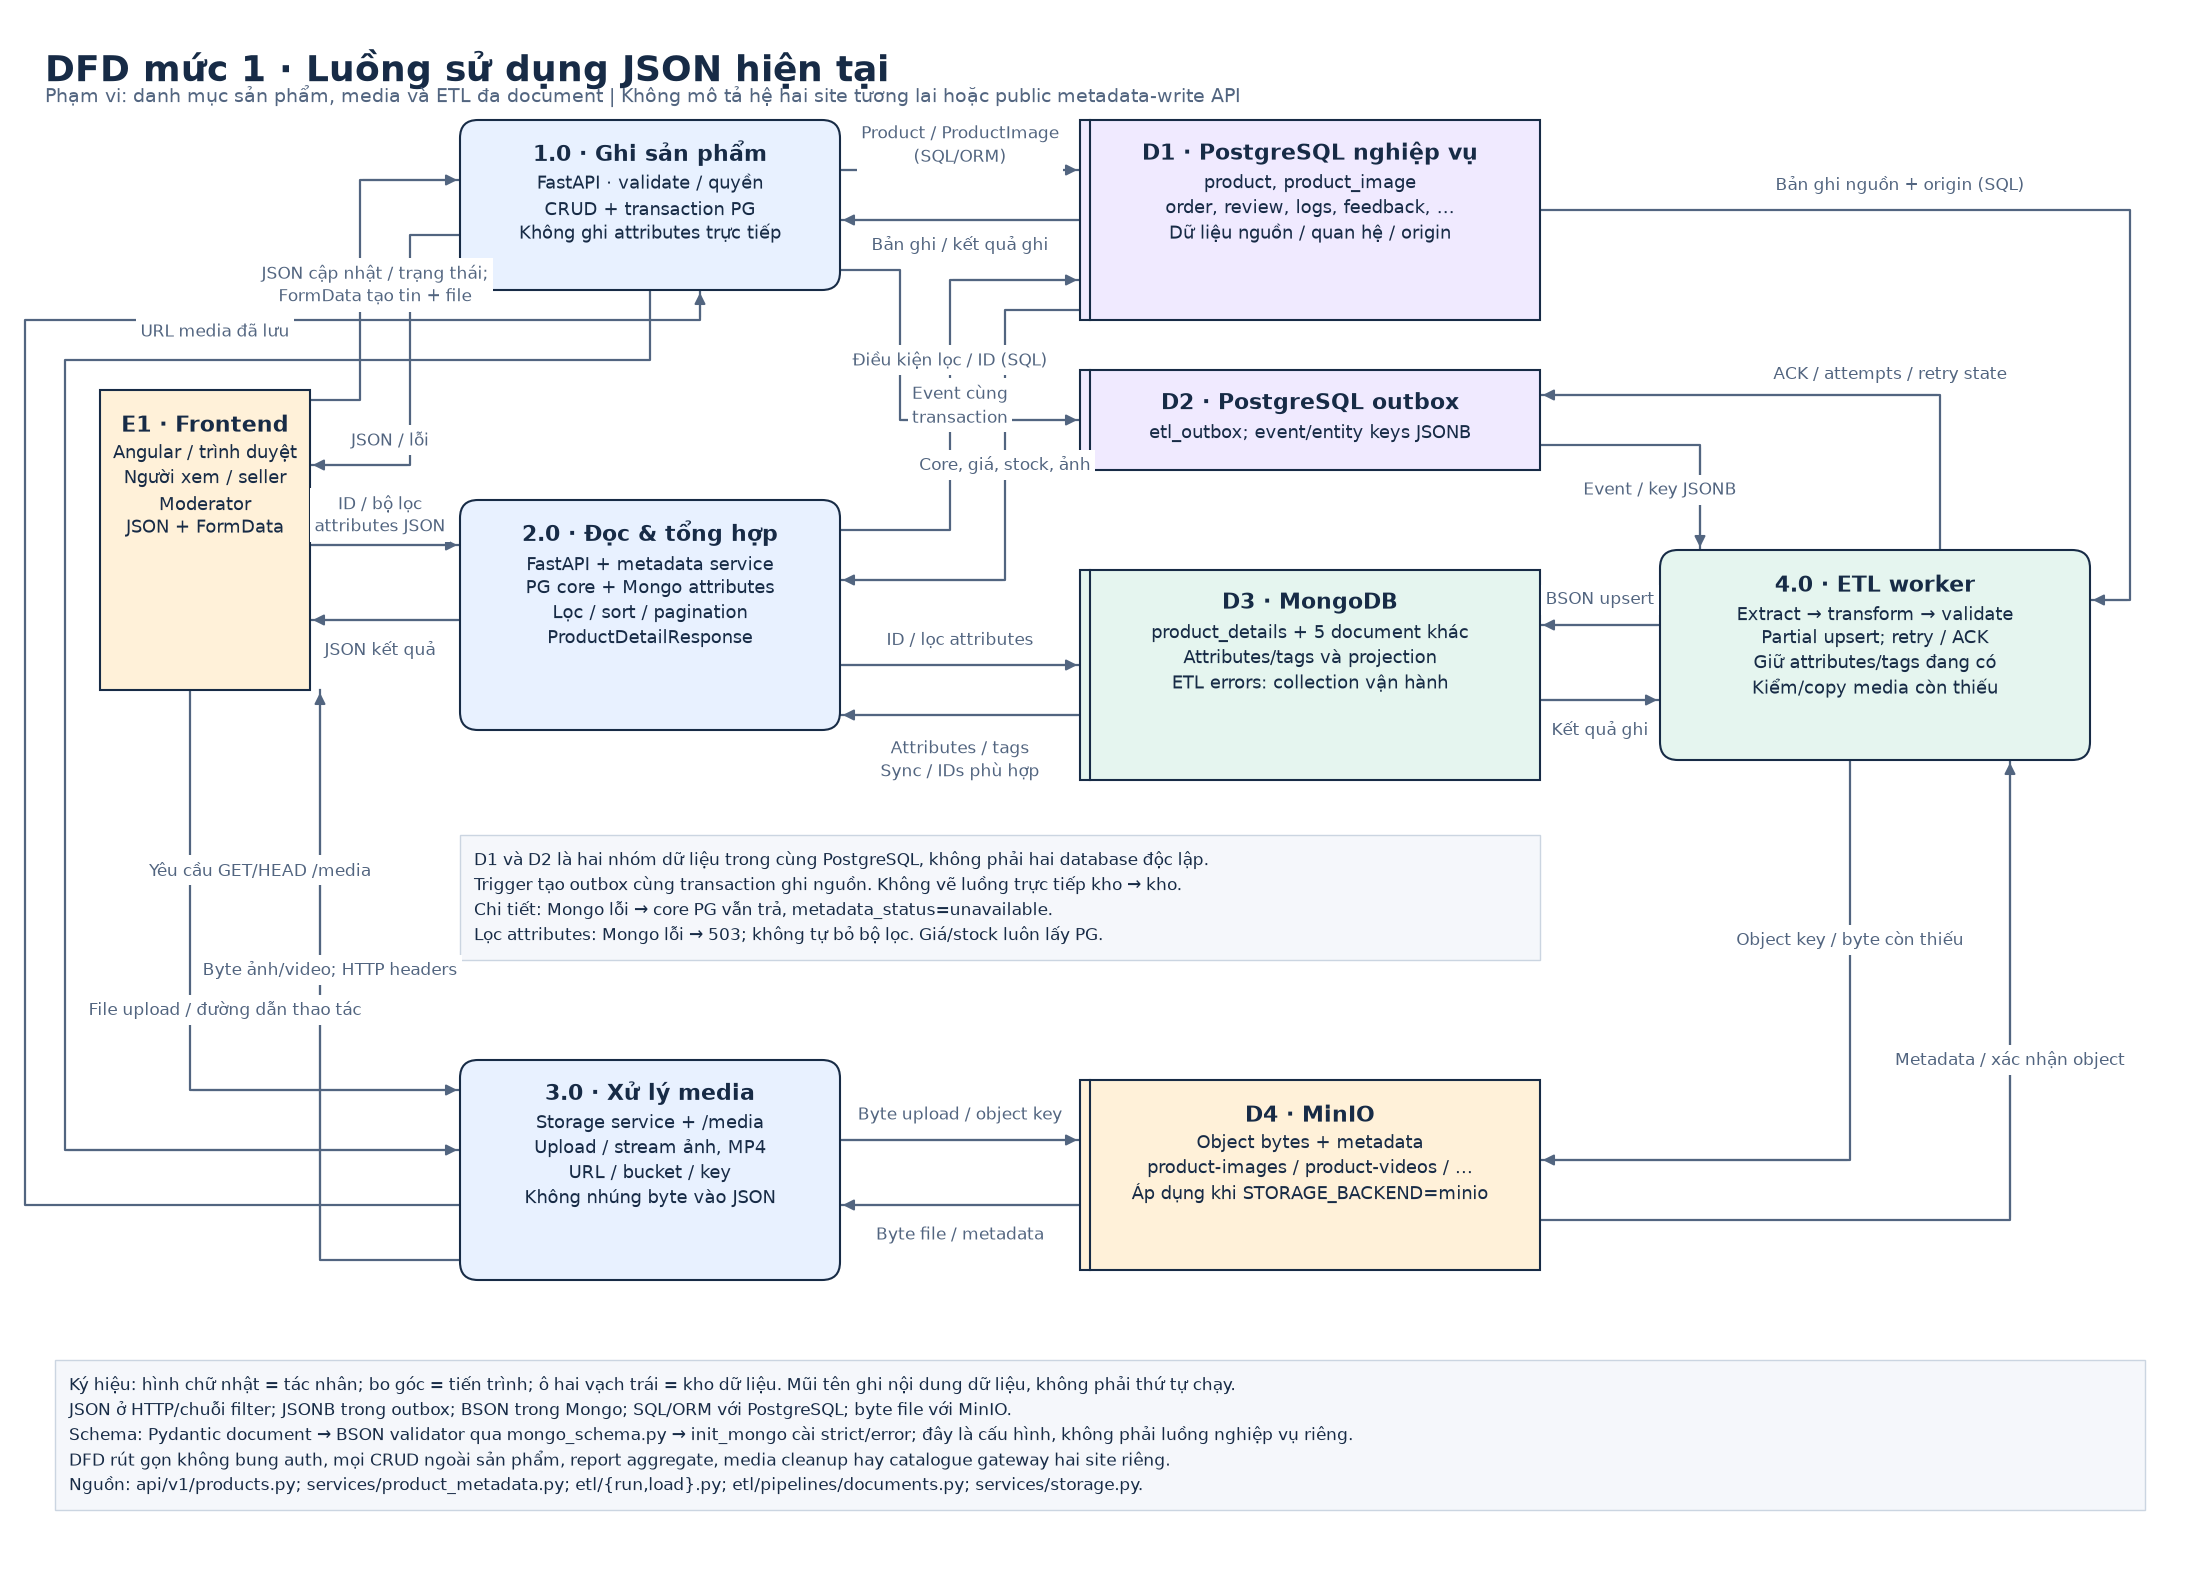 DFD mức 1 · Luồng sử dụng JSON hiện tại
Phạm vi: danh mục sản phẩm, media và ETL đa document | Không mô tả hệ hai site tương lai hoặc public metadata-write API
1.0 · Ghi sản phẩm
FastAPI · validate / quyền
CRUD + transaction PG
Không ghi attributes trực tiếp
Product / ProductImage
(SQL/ORM)
Bản ghi / kết quả ghi
D1 · PostgreSQL nghiệp vụ
product, product_image
order, review, logs, feedback, ...
Dữ liệu nguồn / quan hệ / origin
Bản ghi nguồn + origin (SQL)
JSON cập nhật / trạng thái;
FormData tạo tin + file
URL media đã lưu
Điều kiện lọc / ID (SQL)
Event cùng
transaction
Core, giá, stock, ảnh
D2 · PostgreSQL outbox
etl_outbox; event/entity keys JSONB
ACK / attempts / retry state
Event / key JSONB
E1 · Frontend
Angular / trình duyệt
Người xem / seller
Moderator
JSON + FormData
JSON / lỗi
ID / bộ lọc
attributes JSON
JSON kết quả
2.0 · Đọc & tổng hợp
FastAPI + metadata service
PG core + Mongo attributes
Lọc / sort / pagination
ProductDetailResponse
ID / lọc attributes
Attributes / tags
Sync / IDs phù hợp
D3 · MongoDB
product_details + 5 document khác
Attributes/tags và projection
ETL errors: collection vận hành
BSON upsert
Kết quả ghi
4.0 · ETL worker
Extract → transform → validate
Partial upsert; retry / ACK
Giữ attributes/tags đang có
Kiểm/copy media còn thiếu
Yêu cầu GET/HEAD /media
Byte ảnh/video; HTTP headers
File upload / đường dẫn thao tác
D1 và D2 là hai nhóm dữ liệu trong cùng PostgreSQL, không phải hai database độc lập.
Trigger tạo outbox cùng transaction ghi nguồn. Không vẽ luồng trực tiếp kho → kho.
Chi tiết: Mongo lỗi → core PG vẫn trả, metadata_status=unavailable.
Lọc attributes: Mongo lỗi → 503; không tự bỏ bộ lọc. Giá/stock luôn lấy PG.
Object key / byte còn thiếu
Metadata / xác nhận object
3.0 · Xử lý media
Storage service + /media
Upload / stream ảnh, MP4
URL / bucket / key
Không nhúng byte vào JSON
Byte upload / object key
Byte file / metadata
D4 · MinIO
Object bytes + metadata
product-images / product-videos / ...
Áp dụng khi STORAGE_BACKEND=minio
Ký hiệu: hình chữ nhật = tác nhân; bo góc = tiến trình; ô hai vạch trái = kho dữ liệu. Mũi tên ghi nội dung dữ liệu, không phải thứ tự chạy.
JSON ở HTTP/chuỗi filter; JSONB trong outbox; BSON trong Mongo; SQL/ORM với PostgreSQL; byte file với MinIO.
Schema: Pydantic document → BSON validator qua mongo_schema.py → init_mongo cài strict/error; đây là cấu hình, không phải luồng nghiệp vụ riêng.
DFD rút gọn không bung auth, mọi CRUD ngoài sản phẩm, report aggregate, media cleanup hay catalogue gateway hai site riêng.
Nguồn: api/v1/products.py; services/product_metadata.py; etl/{run,load}.py; etl/pipelines/documents.py; services/storage.py.